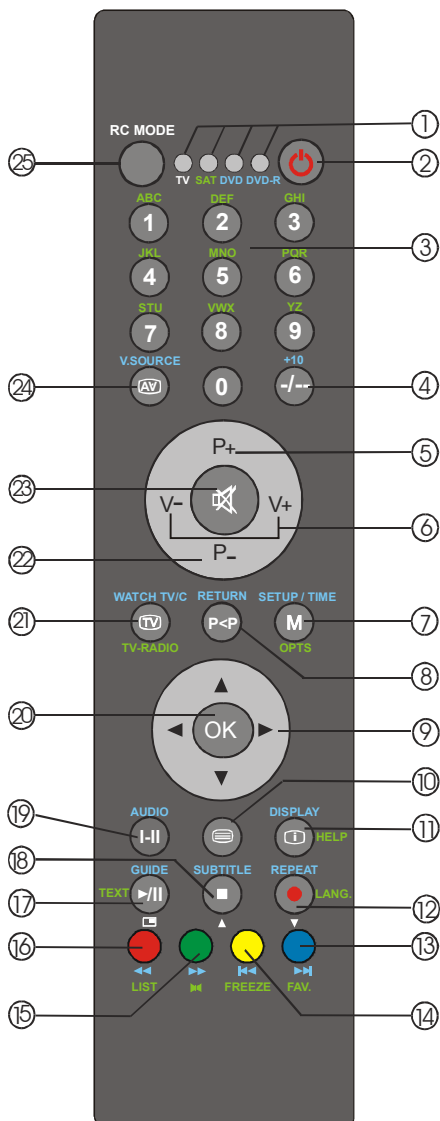 RC MODE
1
25
2
TV SAT DVD DVD-R
ABC DEF GHI
1 2 3
3
JKL MNO PQR
4 5 6
STU VWX YZ
7 8 9
V.SOURCE +10
24 AV 0 -/-- 4
P+ 5
23
V- V+
6
22 P-
WATCH TV/C RETURN SETUP / TIME
21 TV P<P M 7
TV-RADIO OPTS
8
20 OK 9
10
19 AUDIO DISPLAY
I-II i HELP 11
18
GUIDE SUBTITLE REPEAT
TEXT LANG.
17 12
16 13
LIST FREEZE FAV.
15 14